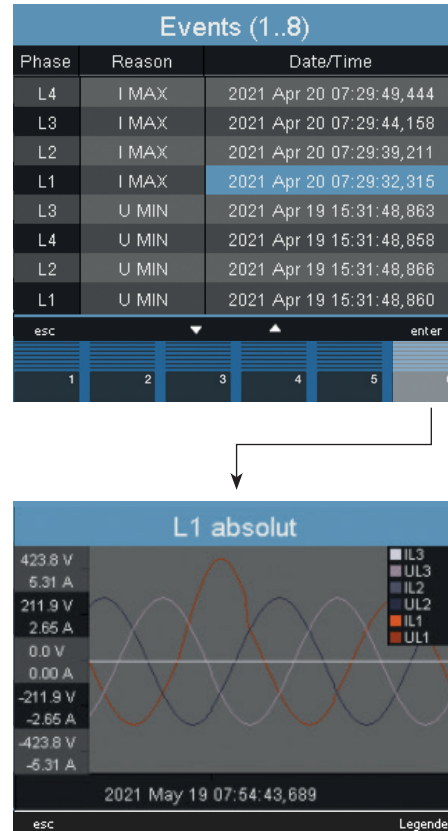 Events (1..8)
Phase Reason Date/Time
L4 I MAX 2021 Apr 20 07:29:49,444
L3 I MAX 2021 Apr 20 07:29:44,158
L2 I MAX 2021 Apr 20 07:29:39,211
L1 I MAX 2021 Apr 20 07:29:32,315
L3 U MIN 2021 Apr 19 15:31:48,863
L4 U MIN 2021 Apr 19 15:31:48,858
L2 U MIN 2021 Apr 19 15:31:48,866
L1 U MIN 2021 Apr 19 15:31:48,860
esc enter
1 2 3 4 5
L1 absolut
423.8 V
5.31 A
211.9 V
2.65 A
0.0 V
0.00 A
-211.9 V
-2.65 A
-423.8 V
-5.31 A
IL3
UL3
IL2
UL2
IL1
UL1
2021 May 19 07:54:43,689
esc Legende